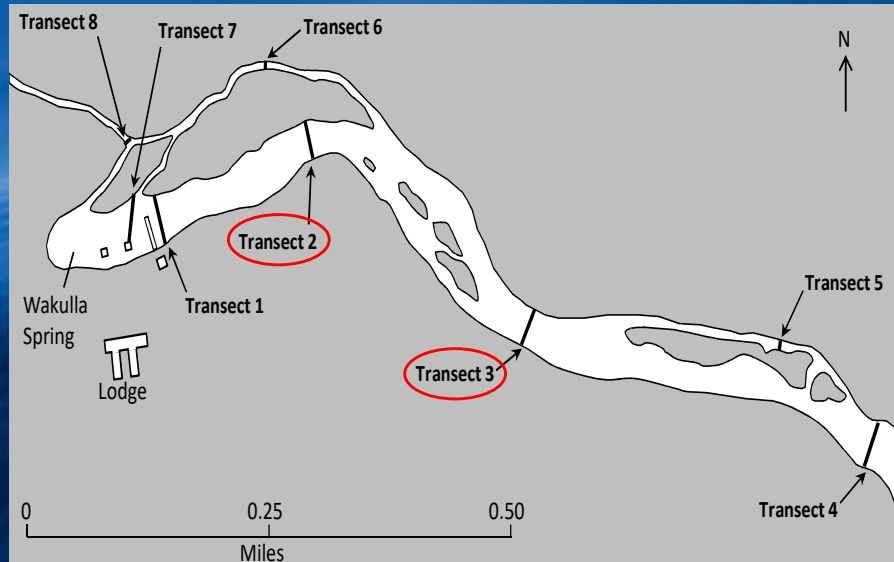 Transect 8
Transect 7
Transect 6
N
Transect 2
Transect 1
Wakulla
Spring
Lodge
Transect 3
Transect 5
Transect 4
0
0.25
0.50
Miles